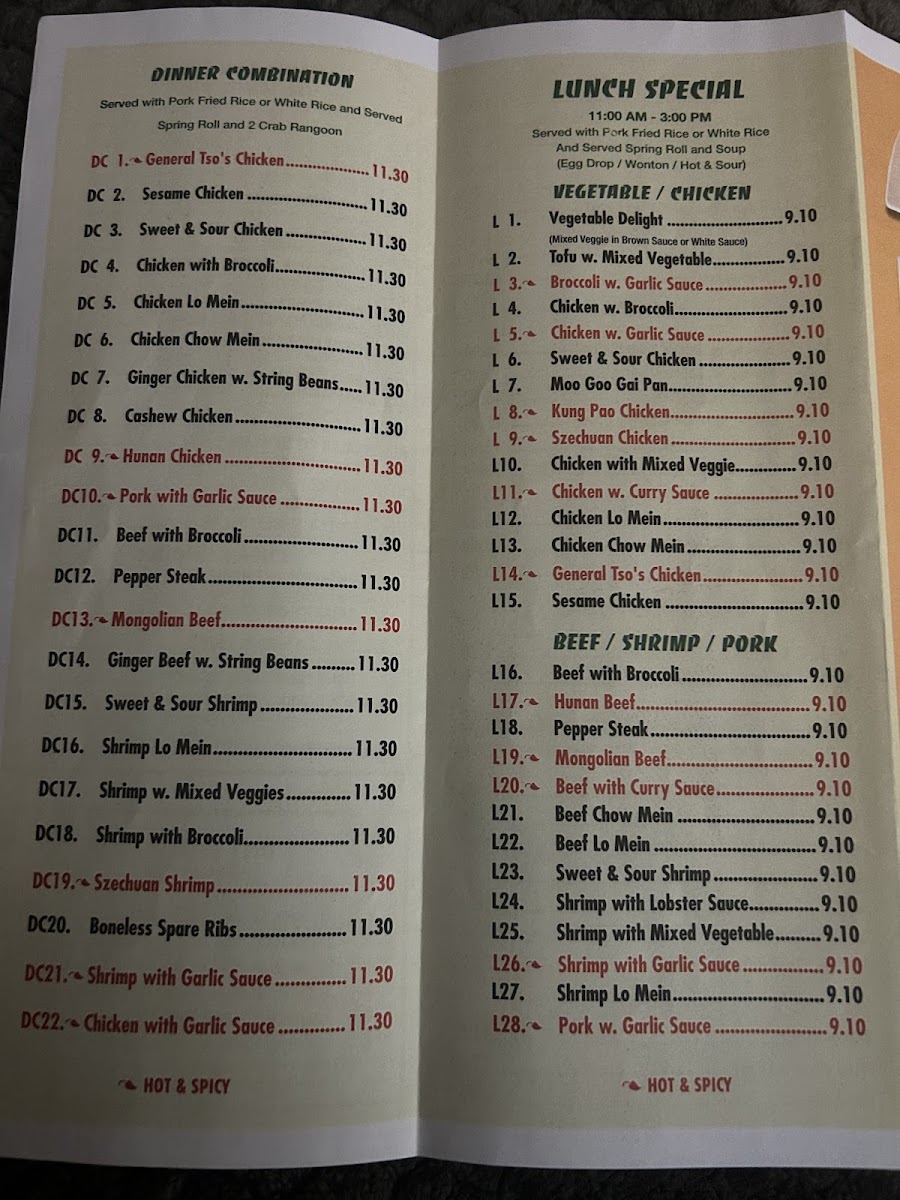 DINNER COMBINATION
Served with Pork Fried Rice or White Rice and Served
Spring Roll and 2 Crab Rangoon
DC 1. General Tso's Chicken....................11.30
DC 2. Sesame Chicken.............................11.30
DC 3. Sweet & Sour Chicken...................11.30
DC 4. Chicken with Broccoli.....................11.30
DC 5. Chicken Lo Mein.............................11.30
DC 6. Chicken Chow Mein........................11.30
DC 7. Ginger Chicken w. String Beans.....11.30
DC 8. Cashew Chicken.............................11.30
DC 9. Hunan Chicken................................11.30
DC10. Pork with Garlic Sauce...................11.30
DC11. Beef with Broccoli...........................11.30
DC12. Pepper Steak..................................11.30
DC13. Mongolian Beef..............................11.30
DC14. Ginger Beef w. String Beans.........11.30
DC15. Sweet & Sour Shrimp....................11.30
DC16. Shrimp Lo Mein..............................11.30
DC17. Shrimp w. Mixed Veggies..............11.30
DC18. Shrimp with Broccoli.......................11.30
DC19. Szechuan Shrimp...........................11.30
DC20. Boneless Spare Ribs......................11.30
DC21. Shrimp with Garlic Sauce...............11.30
DC22. Chicken with Garlic Sauce.............11.30
HOT & SPICY
LUNCH SPECIAL
11:00 AM - 3:00 PM
Served with Pork Fried Rice or White Rice
And Served Spring Roll and Soup
(Egg Drop / Wonton / Hot & Sour)
VEGETABLE / CHICKEN
L 1. Vegetable Delight.........................9.10
(Mixed Veggie in Brown Sauce or White Sauce)
L 2. Tofu w. Mixed Vegetable................9.10
L 3. Broccoli w. Garlic Sauce...................9.10
L 4. Chicken w. Broccoli.........................9.10
L 5. Chicken w. Garlic Sauce...................9.10
L 6. Sweet & Sour Chicken.....................9.10
L 7. Moo Goo Gai Pan............................9.10
L 8. Kung Pao Chicken...........................9.10
L 9. Szechuan Chicken...........................9.10
L10. Chicken with Mixed Veggie.............9.10
L11. Chicken w. Curry Sauce...................9.10
L12. Chicken Lo Mein..............................9.10
L13. Chicken Chow Mein.........................9.10
L14. General Tso's Chicken......................9.10
L15. Sesame Chicken..............................9.10
BEEF / SHRIMP / PORK
L16. Beef with Broccoli............................9.10
L17. Hunan Beef.....................................9.10
L18. Pepper Steak...................................9.10
L19. Mongolian Beef...............................9.10
L20. Beef with Curry Sauce.....................9.10
L21. Beef Chow Mein..............................9.10
L22. Beef Lo Mein...................................9.10
L23. Sweet & Sour Shrimp.......................9.10
L24. Shrimp with Lobster Sauce..............9.10
L25. Shrimp with Mixed Vegetable.........9.10
L26. Shrimp with Garlic Sauce.................9.10
L27. Shrimp Lo Mein................................9.10
L28. Pork w. Garlic Sauce........................9.10
HOT & SPICY